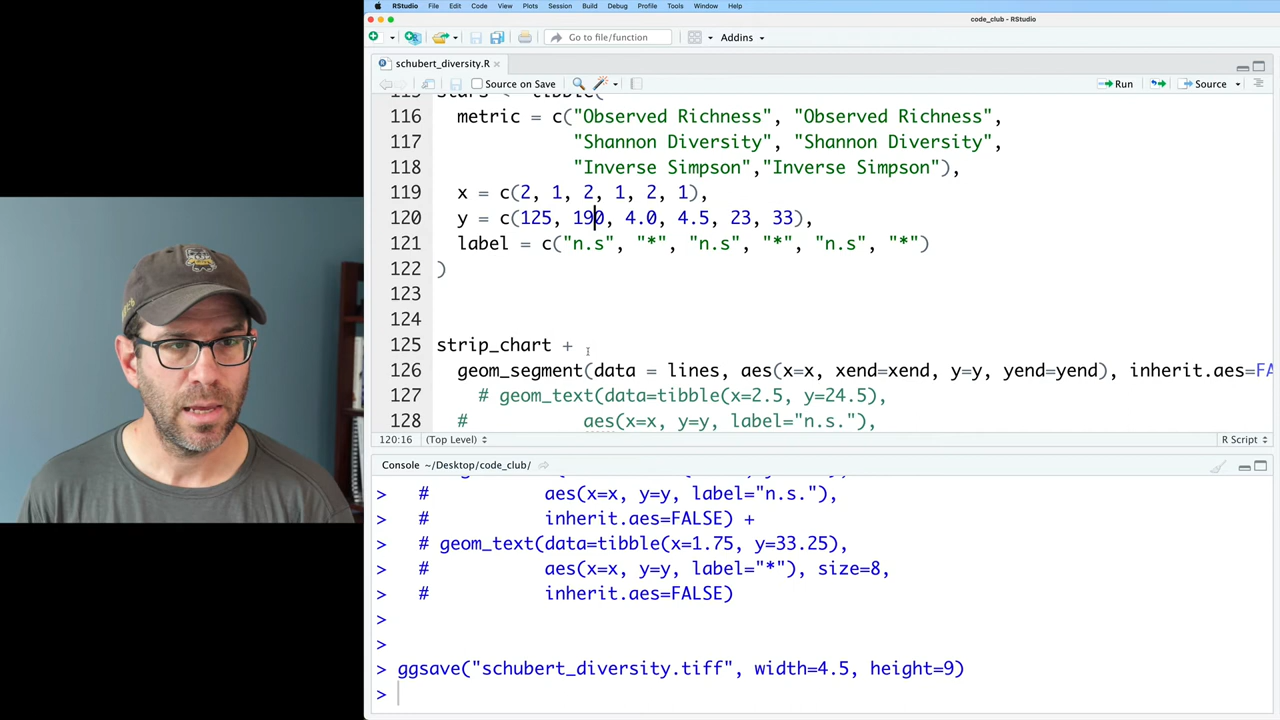 RStudio File Edit Code View Plots Session Build Debug Profile Tools Window Help
code_club - RStudio
Go to file/function Addins
schubert_diversity.R
Source on Save Run Source
116 metric = c("Observed Richness", "Observed Richness",
117 "Shannon Diversity", "Shannon Diversity",
118 "Inverse Simpson","Inverse Simpson"),
119 x = c(2, 1, 2, 1, 2, 1),
120 y = c(125, 190, 4.0, 4.5, 23, 33),
121 label = c("n.s", "*", "n.s", "*", "n.s", "*")
122 )
123
124
125 strip_chart +
126 geom_segment(data = lines, aes(x=x, xend=xend, y=y, yend=yend), inherit.aes=FA
127 # geom_text(data=tibble(x=2.5, y=24.5),
128 # aes(x=x, y=y, label="n.s."),
120:16 (Top Level) R Script
Console ~/Desktop/code_club/
> # aes(x=x, y=y, label="n.s."),
> # inherit.aes=FALSE) +
> # geom_text(data=tibble(x=1.75, y=33.25),
> # aes(x=x, y=y, label="*"), size=8,
> # inherit.aes=FALSE)
>
>
> ggsave("schubert_diversity.tiff", width=4.5, height=9)
>